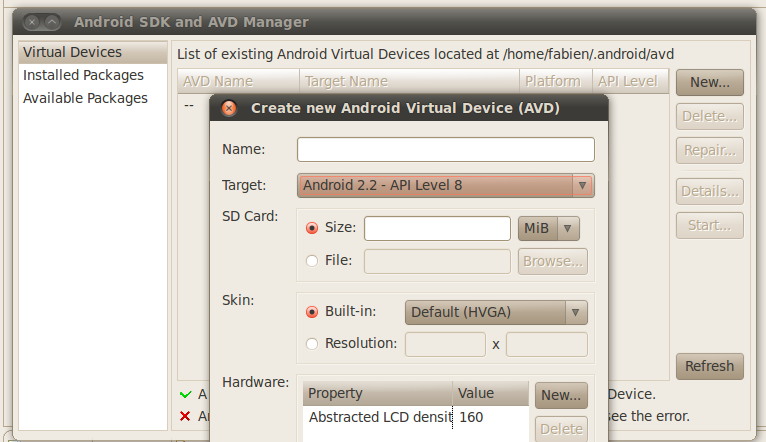 Android SDK and AVD Manager
Virtual Devices
Installed Packages
Available Packages
List of existing Android Virtual Devices located at /home/fabien/.android/avd
AVD Name Target Name Platform API Level
--
New...
Delete...
Repair...
Details...
Start...
Refresh
Create new Android Virtual Device (AVD)
Name:
Target: Android 2.2 - API Level 8
SD Card:
Size: MiB
File: Browse...
Skin:
Built-in: Default (HVGA)
Resolution: x
Hardware:
Property Value New...
Abstracted LCD densit 160
Delete
A Device.
see the error.